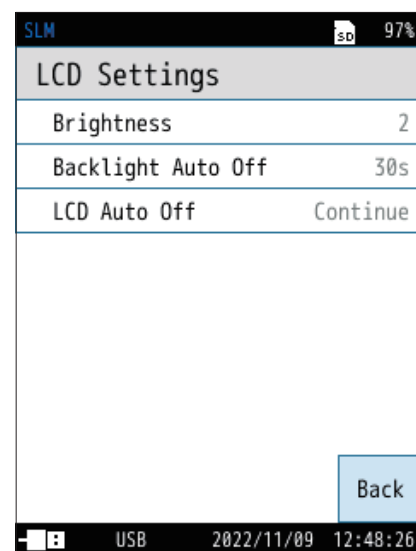 SLM SD 97%
LCD Settings
Brightness 2
Backlight Auto Off 30s
LCD Auto Off Continue
Back
USB 2022/11/09 12:48:26